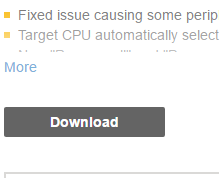 Fixed issue causing some perip
Target CPU automatically select
More
Download